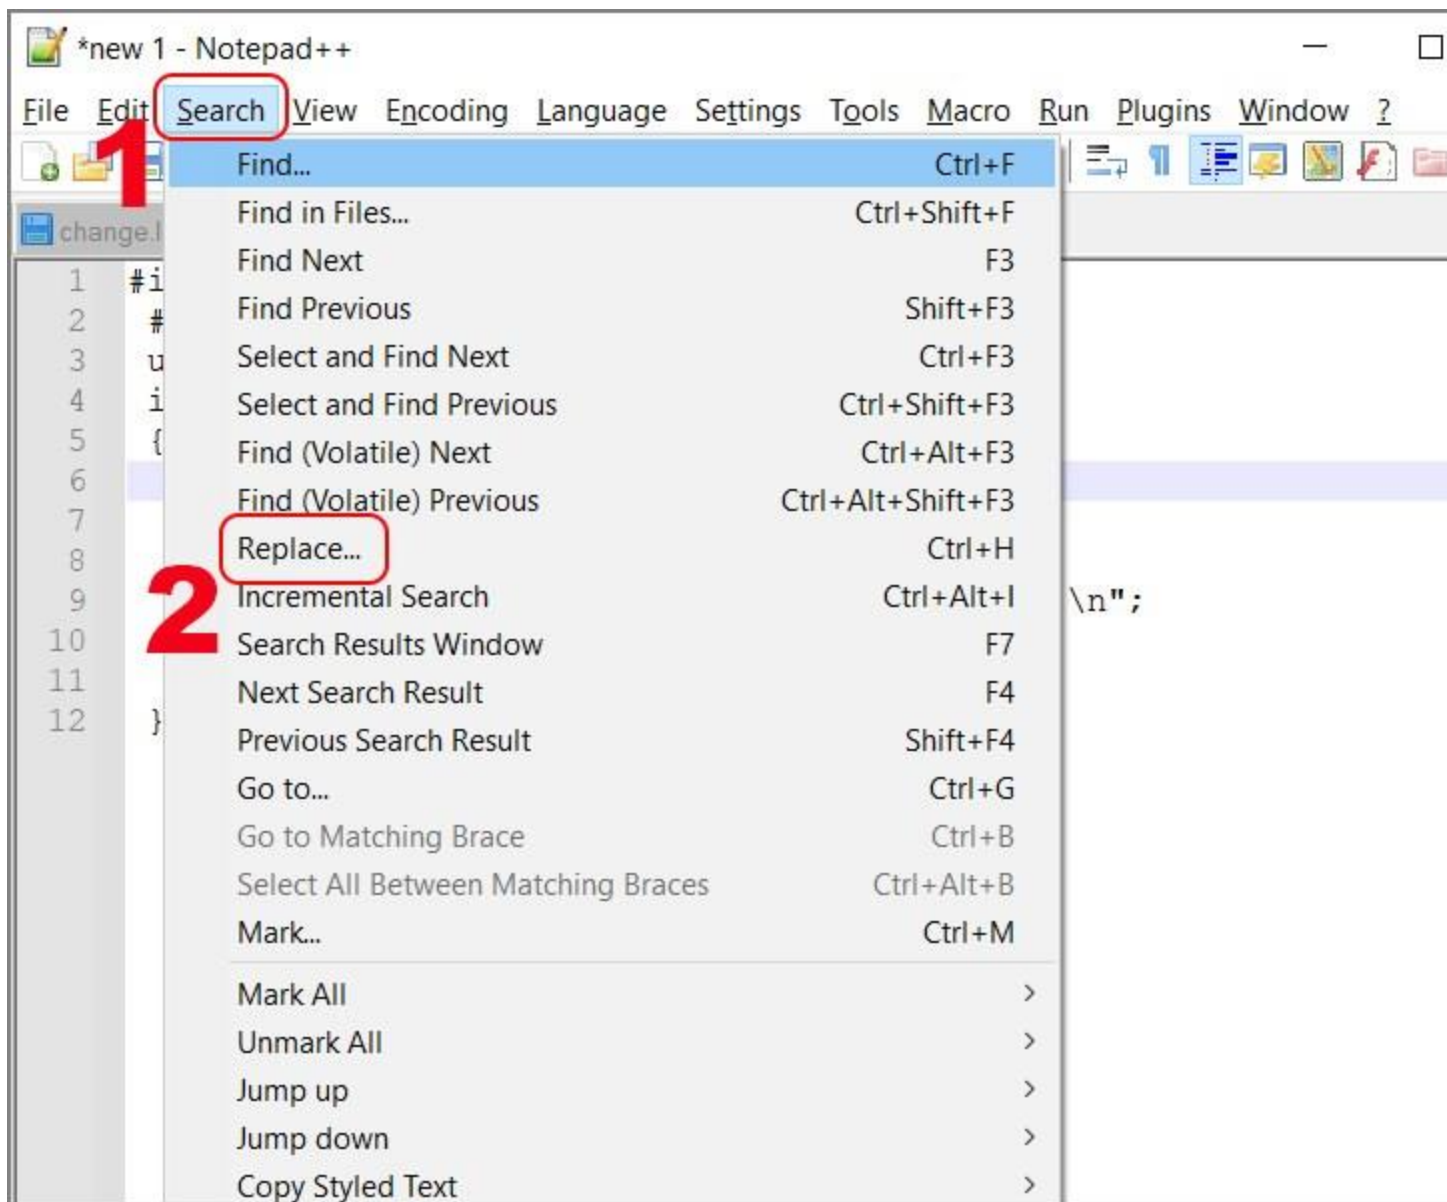 *new 1 - Notepad++
File Edit Search View Encoding Language Settings Tools Macro Run Plugins Window ?
1
change.l
Find... Ctrl+F
Find in Files... Ctrl+Shift+F
Find Next F3
Find Previous Shift+F3
Select and Find Next Ctrl+F3
Select and Find Previous Ctrl+Shift+F3
Find (Volatile) Next Ctrl+Alt+F3
Find (Volatile) Previous Ctrl+Alt+Shift+F3
Replace... Ctrl+H
2
Incremental Search Ctrl+Alt+I
Search Results Window F7
Next Search Result F4
Previous Search Result Shift+F4
Go to... Ctrl+G
Go to Matching Brace Ctrl+B
Select All Between Matching Braces Ctrl+Alt+B
Mark... Ctrl+M
Mark All >
Unmark All >
Jump up >
Jump down >
Copy Styled Text >
1 #i
2 #
3 u
4 i
5 {
6
7
8
9 \n";
10
11
12 }